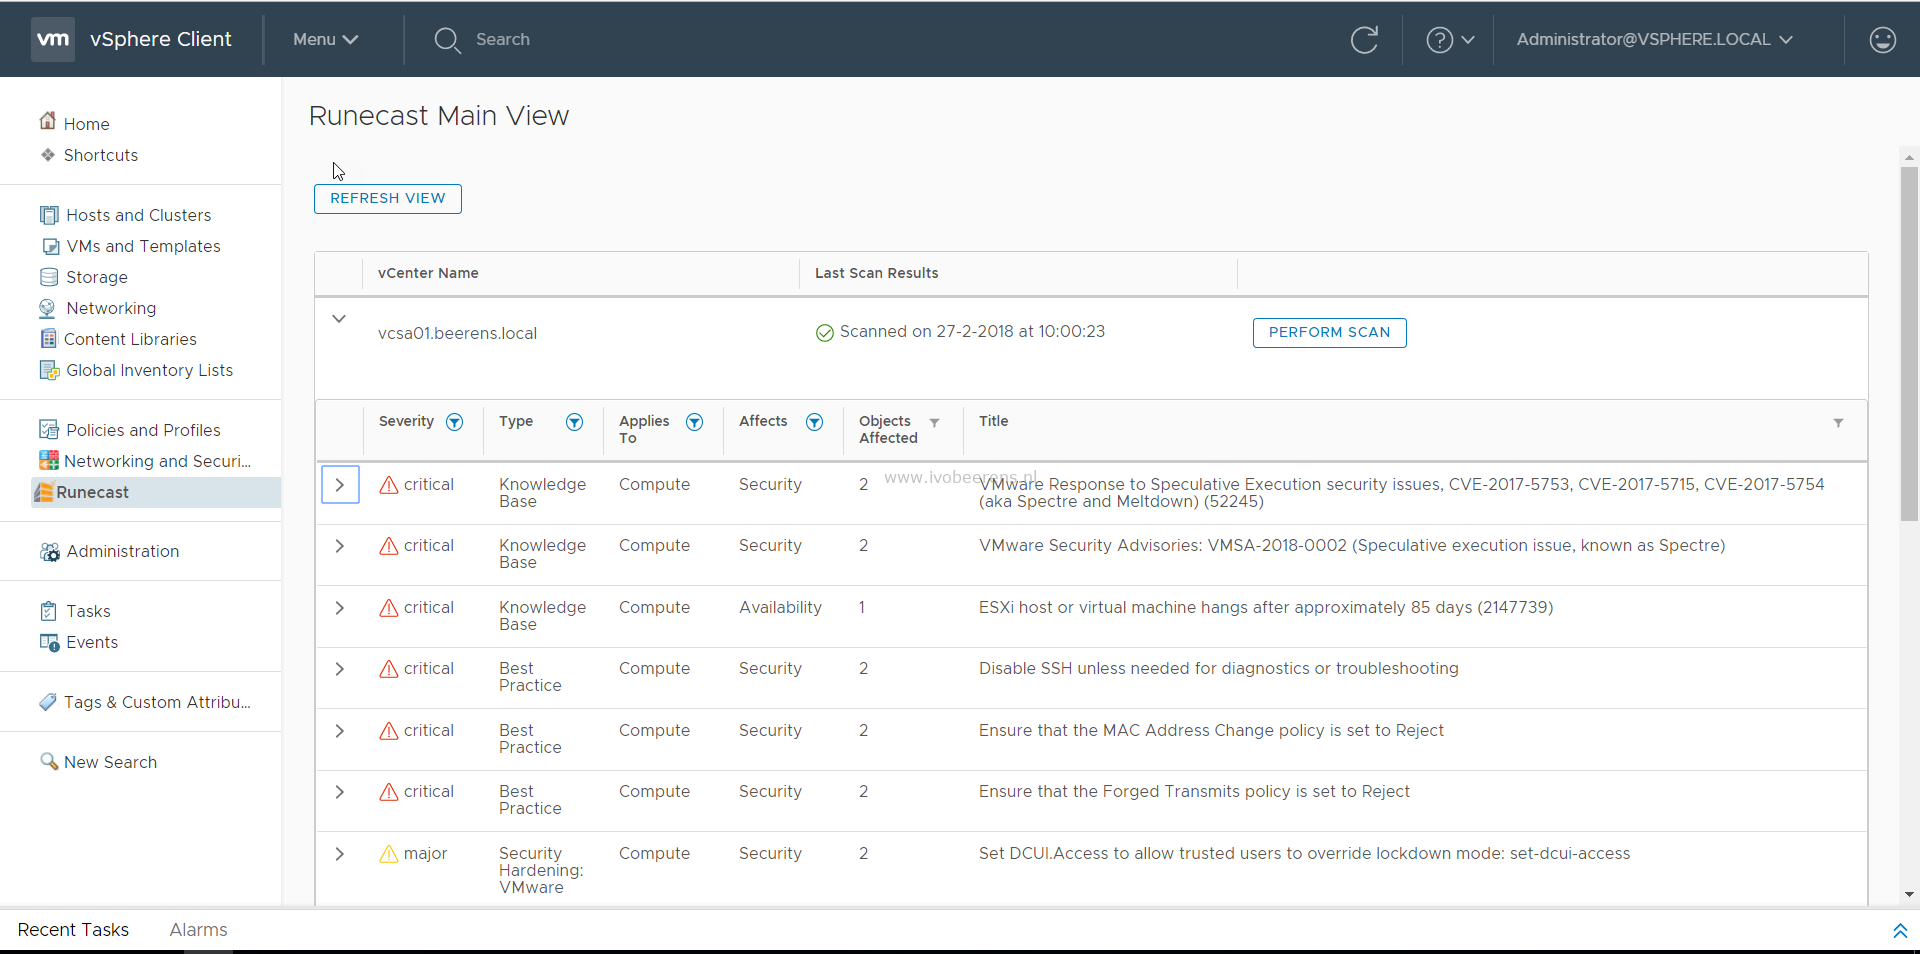 vm vSphere Client Menu Search Administrator@VSPHERE.LOCAL
Home
Shortcuts
Hosts and Clusters
VMs and Templates
Storage
Networking
Content Libraries
Global Inventory Lists
Policies and Profiles
Networking and Securi...
Runecast
Administration
Tasks
Events
Tags & Custom Attribu...
New Search
Runecast Main View
REFRESH VIEW
vCenter Name Last Scan Results
vcsa01.beerens.local Scanned on 27-2-2018 at 10:00:23 PERFORM SCAN
Severity Type Applies To Affects Objects Affected Title
www.ivobeerens.nl
critical Knowledge Base Compute Security 2 VMware Response to Speculative Execution security issues, CVE-2017-5753, CVE-2017-5715, CVE-2017-5754
(aka Spectre and Meltdown) (52245)
critical Knowledge Base Compute Security 2 VMware Security Advisories: VMSA-2018-0002 (Speculative execution issue, known as Spectre)
critical Knowledge Base Compute Availability 1 ESXi host or virtual machine hangs after approximately 85 days (2147739)
critical Best Practice Compute Security 2 Disable SSH unless needed for diagnostics or troubleshooting
critical Best Practice Compute Security 2 Ensure that the MAC Address Change policy is set to Reject
critical Best Practice Compute Security 2 Ensure that the Forged Transmits policy is set to Reject
major Security Hardening: VMware Compute Security 2 Set DCUI.Access to allow trusted users to override lockdown mode: set-dcui-access
Recent Tasks Alarms